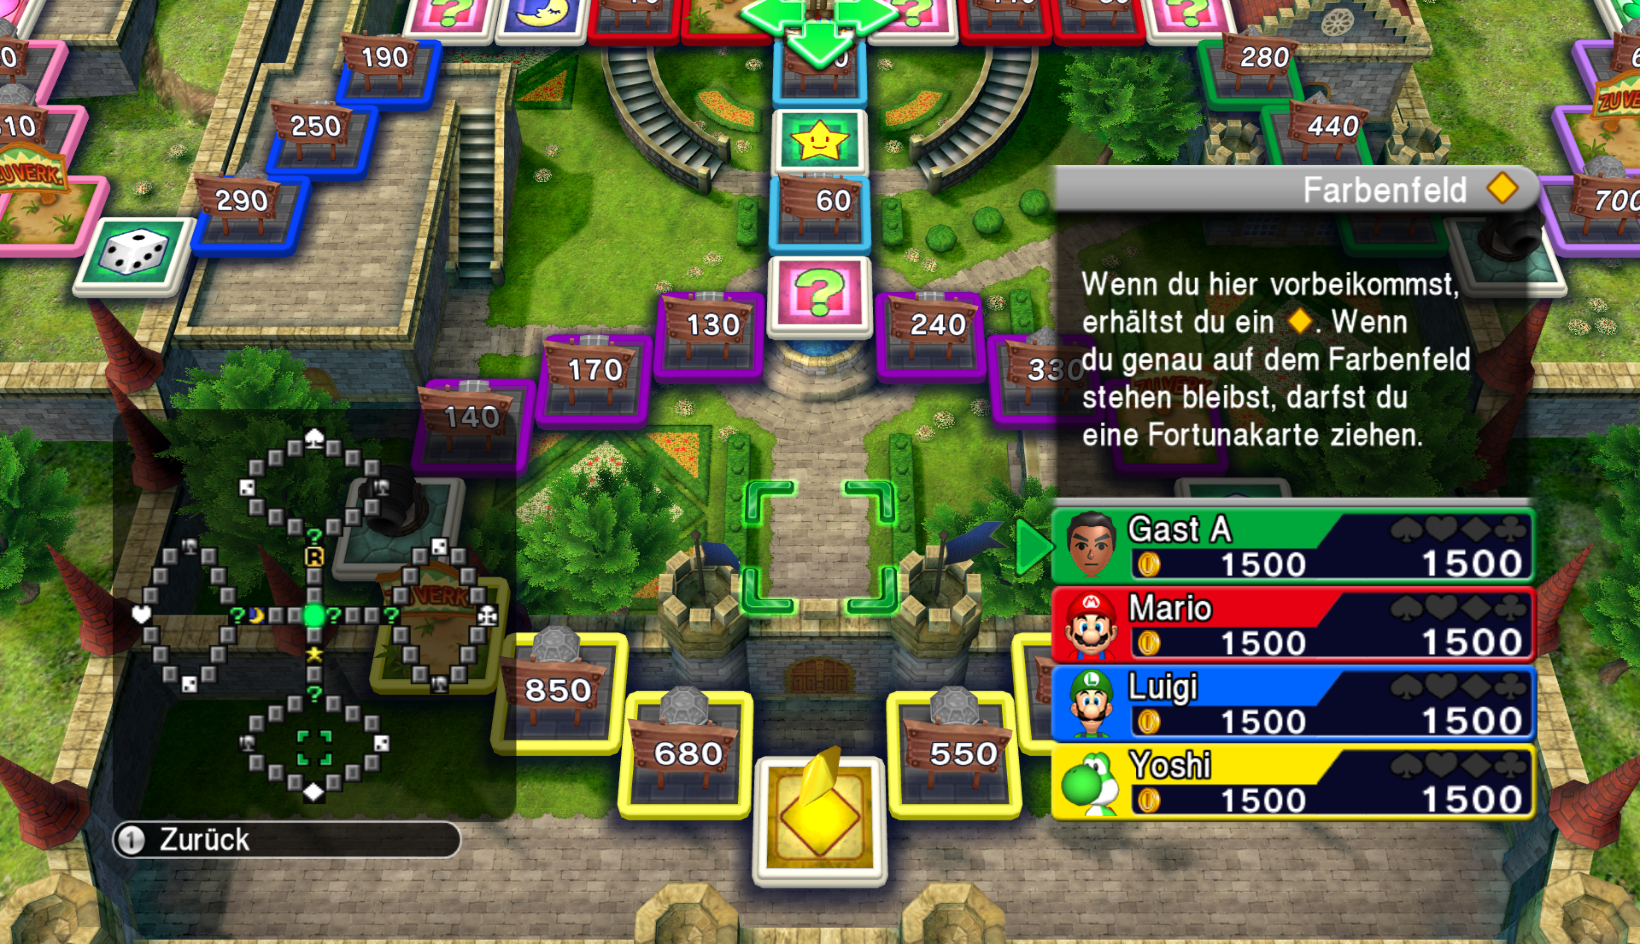 190
280
250
440
290
60
700
ZUVERK.
130
240
170
330
140
Farbenfeld
Wenn du hier vorbeikommst,
erhältst du ein . Wenn
du genau auf dem Farbenfeld
stehen bleibst, darfst du
eine Fortunakarte ziehen.
R
850
680
550
Gast A
1500 1500
Mario
1500 1500
Luigi
1500 1500
Yoshi
1500 1500
1 Zurück